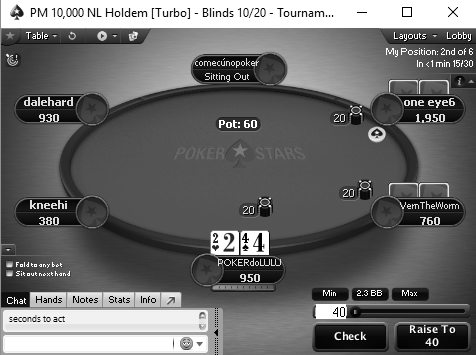 PM 10,000 NL Holdem [Turbo] - Blinds 10/20 - Tournam...
Table
Layouts
Lobby
My Position: 2nd of 6
In <1 min 15/30
comecúnopoker
Sitting Out
dalehard
930
one eye6
1,950
Pot: 60
20
POKER STARS
kneehi
380
20
20
VernTheWorm
760
2 2 4 4
POKERdoLULU
950
Fold to any bet
Sit out next hand
Chat Hands Notes Stats Info
seconds to act
Min 2.3 BB Max
40
Check
Raise To
40